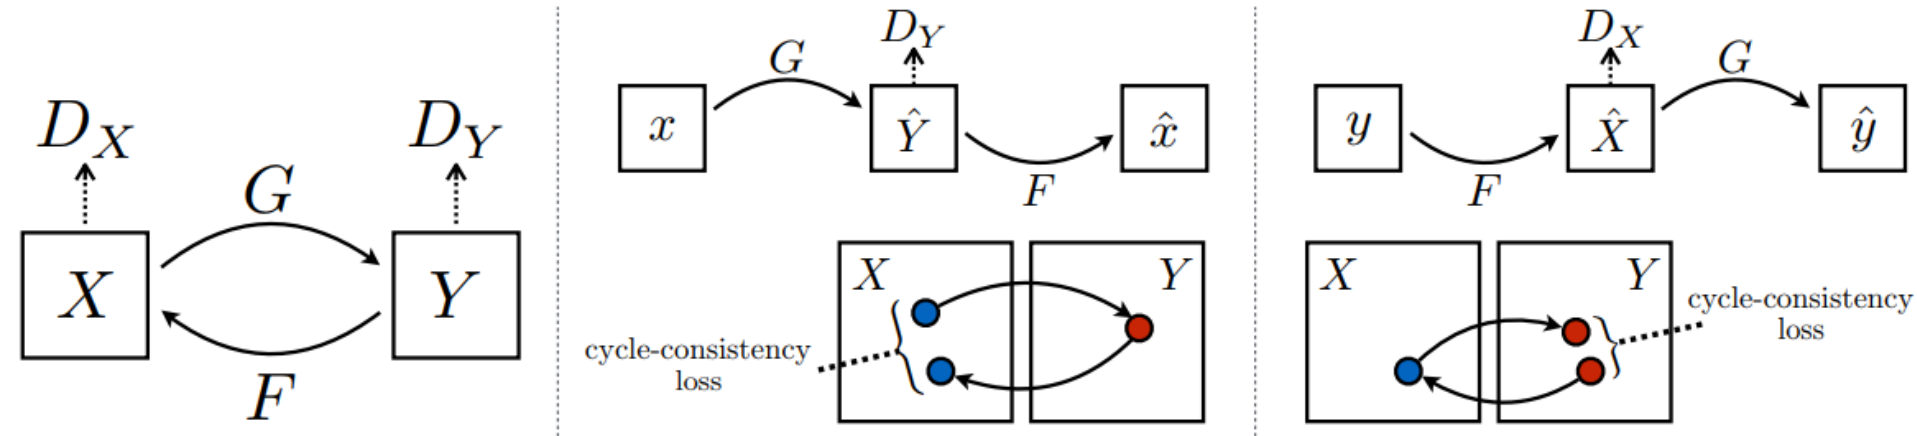 D_X
D_Y
G
X
Y
F
D_Y
G
x
Ŷ
x̂
F
X
Y
cycle-consistency
loss
D_X
G
y
X̂
ŷ
F
X
Y
cycle-consistency
loss